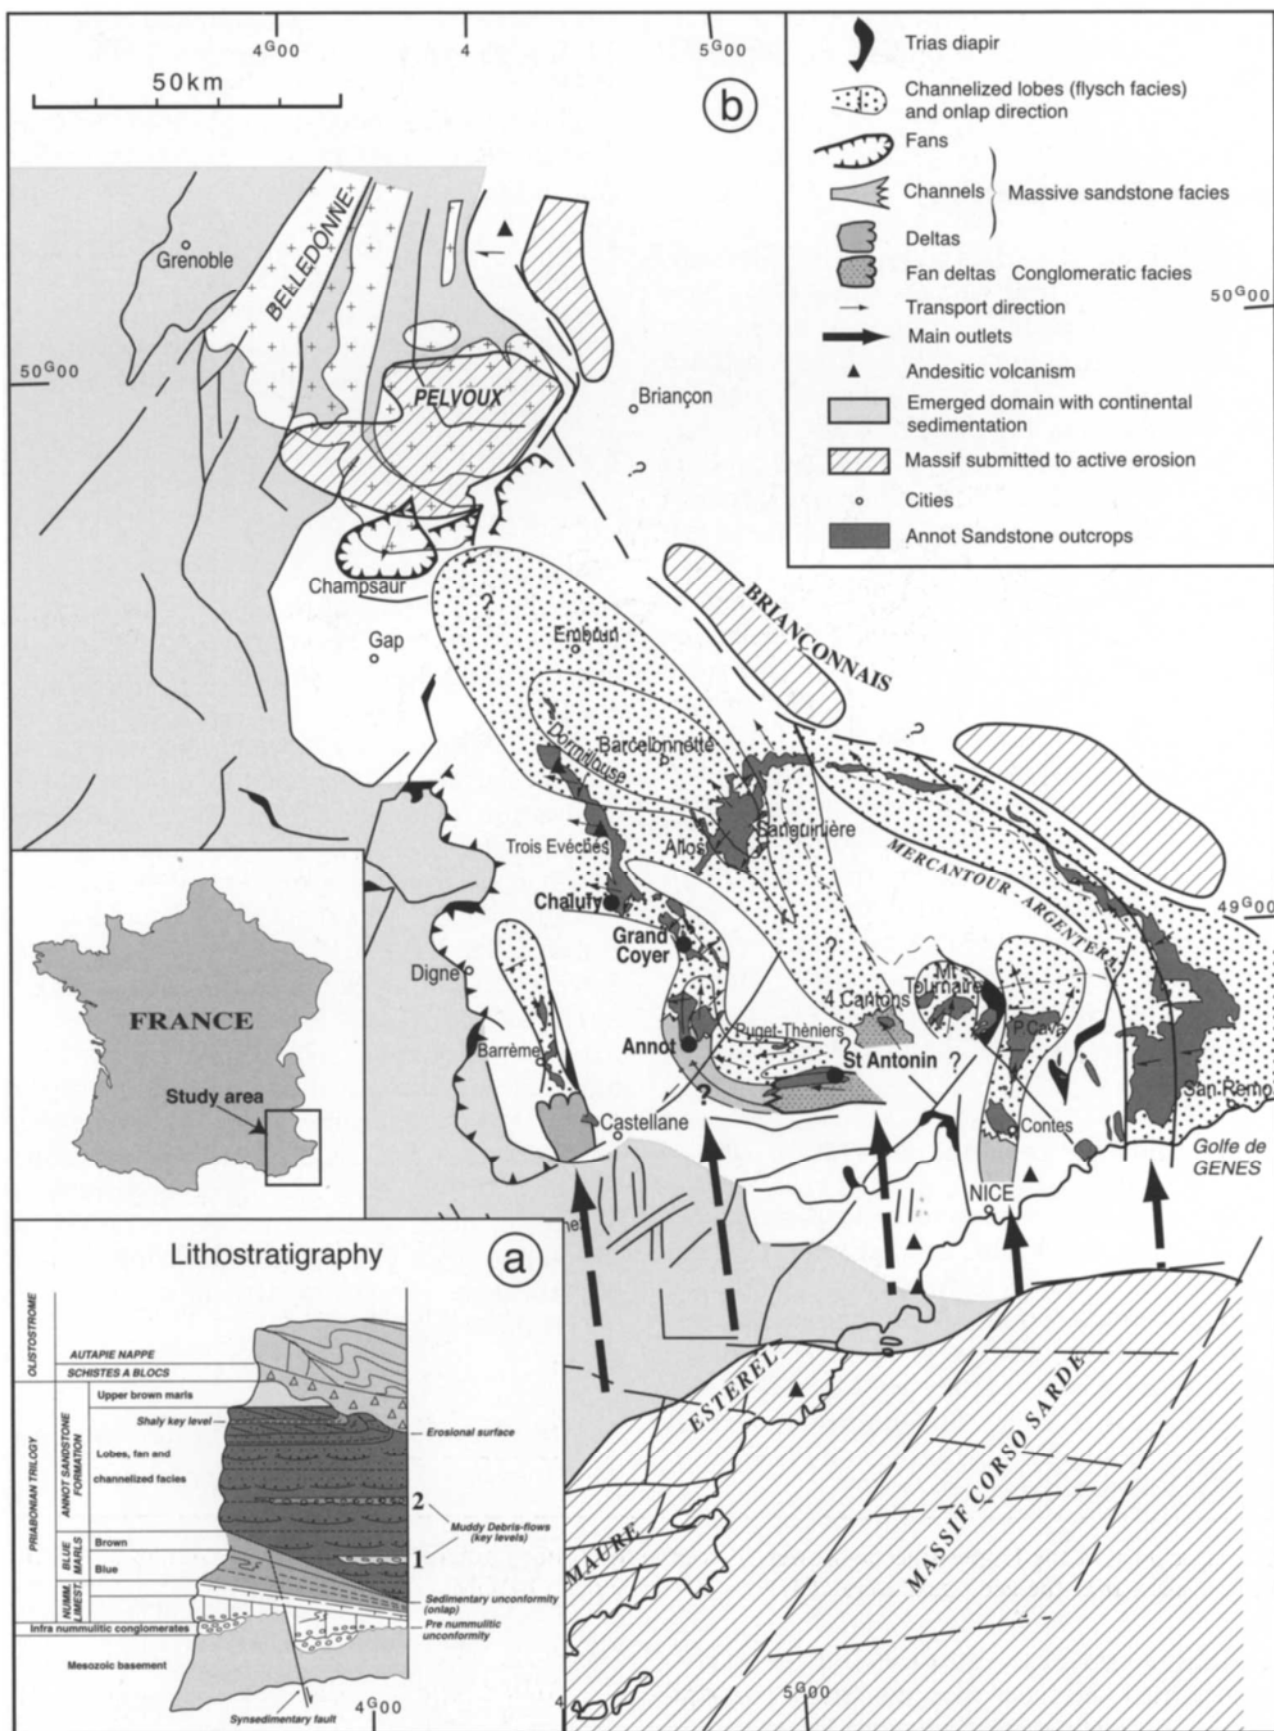 4ᴳ00
4
5ᴳ00
50km
b
Trias diapir
Channelized lobes (flysch facies)
and onlap direction
Fans
Channels
Massive sandstone facies
Deltas
Fan deltas Conglomeratic facies
Transport direction
Main outlets
Andesitic volcanism
Emerged domain with continental
sedimentation
Massif submitted to active erosion
Cities
Annot Sandstone outcrops
50ᴳ00
50ᴳ00
Grenoble
BELLEDONNE
PELVOUX
Briançon
?
Champsaur
Gap
?
Embrun
BRIANÇONNAIS
?
Dormillouse
Barcelonnette
Trois Evéchés
Allos
Sanguinière
MERCANTOUR ARGENTERA
49ᴳ00
Chalufy
Grand
Coyer
?
Digne
4 Cantons
Mt
Tournaire
P.Cava
Annot
Puget-Thèniers
?
St Antonin
?
Barrème
?
Castellane
Contes
San Remo
Golfe de
GENES
NICE
FRANCE
Study area
ESTEREL
MAURE
MASSIF CORSO SARDE
5ᴳ00
4
Lithostratigraphy
a
OLISTOSTROME
AUTAPIE NAPPE
SCHISTES A BLOCS
PRIABONIAN TRILOGY
ANNOT SANDSTONE
FORMATION
Upper brown marls
Shaly key level
Erosional surface
Lobes, fan and
channelized facies
2
Muddy Debris-flows
(key levels)
1
BLUE
MARLS
Brown
Blue
NUMM.
LIMEST.
Sedimentary unconformity
(onlap)
Infra nummulitic conglomerates
Pre nummulitic
unconformity
Mesozoic basement
Synsedimentary fault
4ᴳ00